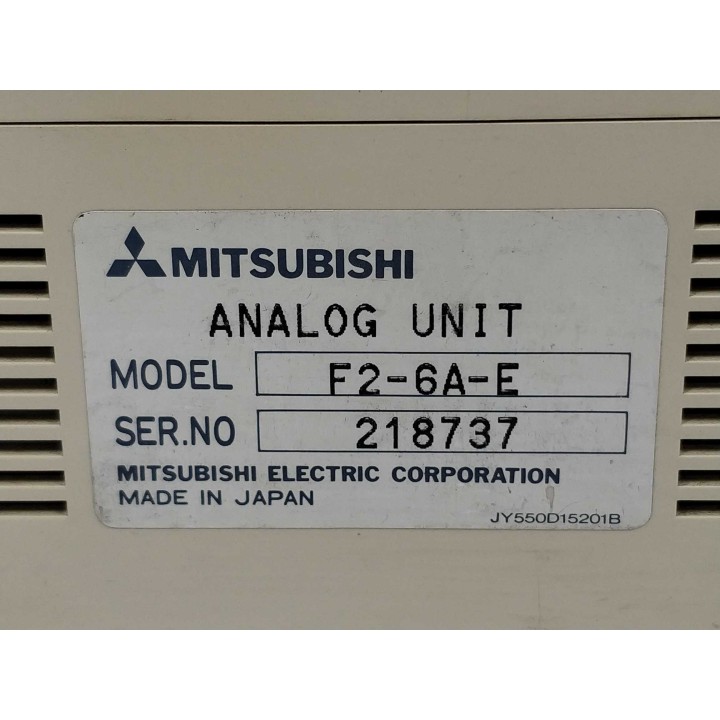 MITSUBISHI
ANALOG UNIT
MODEL F2-6A-E
SER.NO 218737
MITSUBISHI ELECTRIC CORPORATION
MADE IN JAPAN
JY550D15201B